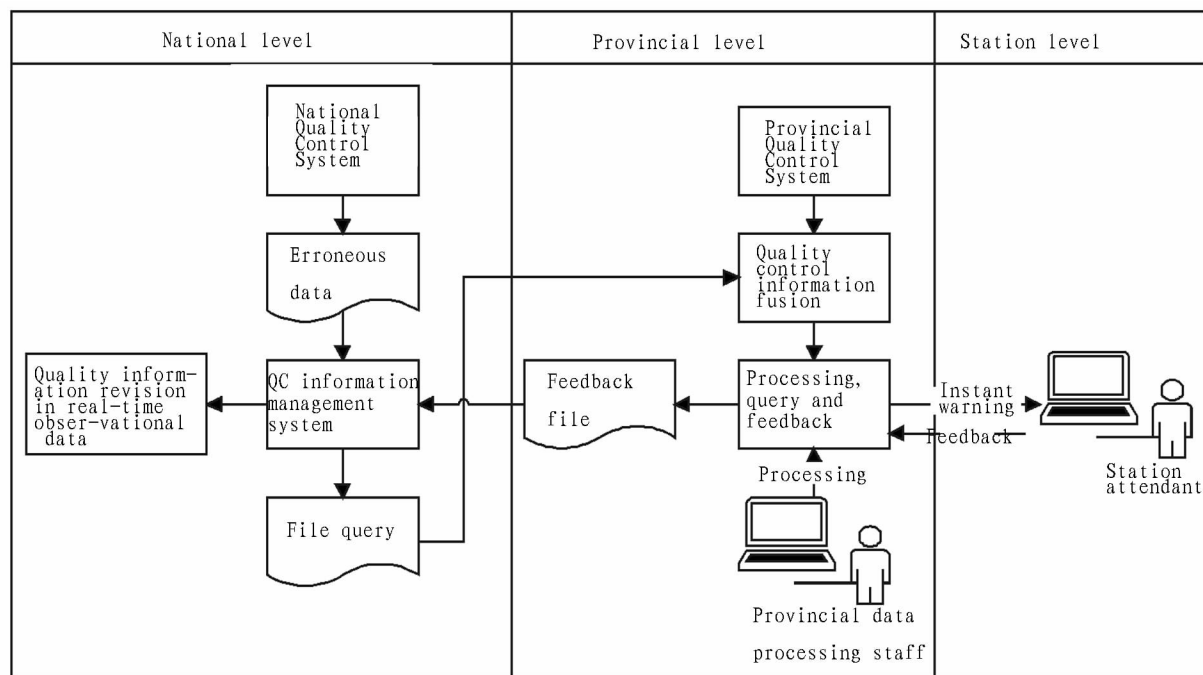 National level
Provincial level
Station level
National
Quality
Control
System
Provincial
Quality
Control
System
Erroneous
data
Quality
control
information
fusion
Quality inform-
ation revision
in real-time
obser-vational
data
QC information
management
system
Feedback
file
Processing,
query and
feedback
Instant
warning
Feedback
Station
attendant
Processing
File query
Provincial data
processing staff